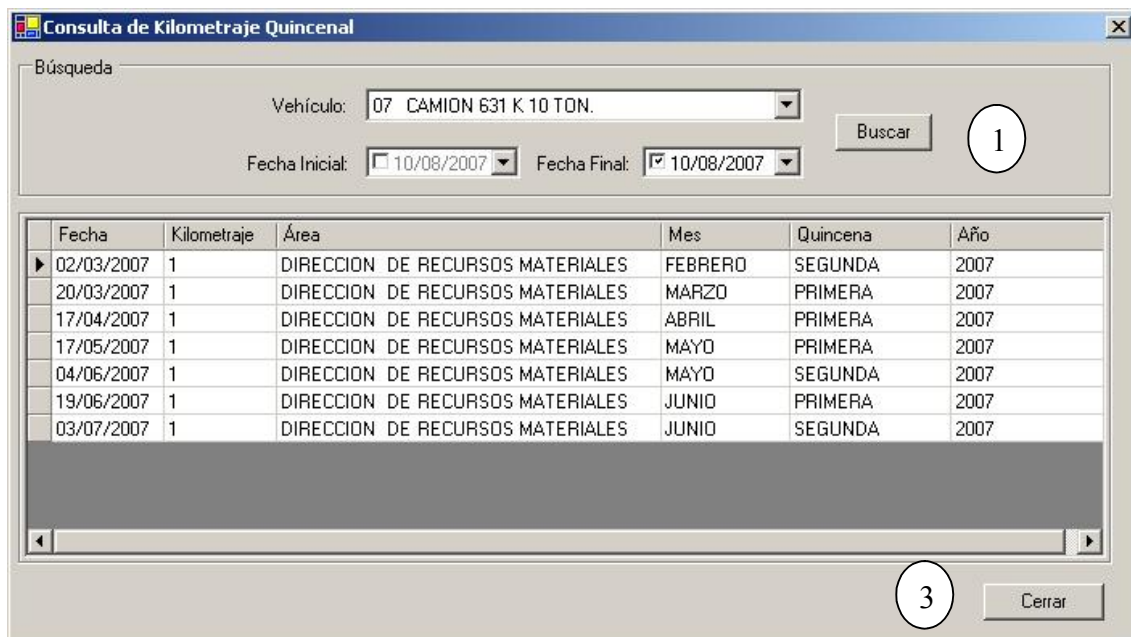 Consulta de Kilometraje Quincenal
Búsqueda
Vehículo: 07 CAMION 631 K 10 TON.
Buscar 1
Fecha Inicial: 10/08/2007 Fecha Final: 10/08/2007
Fecha Kilometraje Área Mes Quincena Año
02/03/2007 1 DIRECCION DE RECURSOS MATERIALES FEBRERO SEGUNDA 2007
20/03/2007 1 DIRECCION DE RECURSOS MATERIALES MARZO PRIMERA 2007
17/04/2007 1 DIRECCION DE RECURSOS MATERIALES ABRIL PRIMERA 2007
17/05/2007 1 DIRECCION DE RECURSOS MATERIALES MAYO PRIMERA 2007
04/06/2007 1 DIRECCION DE RECURSOS MATERIALES MAYO SEGUNDA 2007
19/06/2007 1 DIRECCION DE RECURSOS MATERIALES JUNIO PRIMERA 2007
03/07/2007 1 DIRECCION DE RECURSOS MATERIALES JUNIO SEGUNDA 2007
3 Cerrar